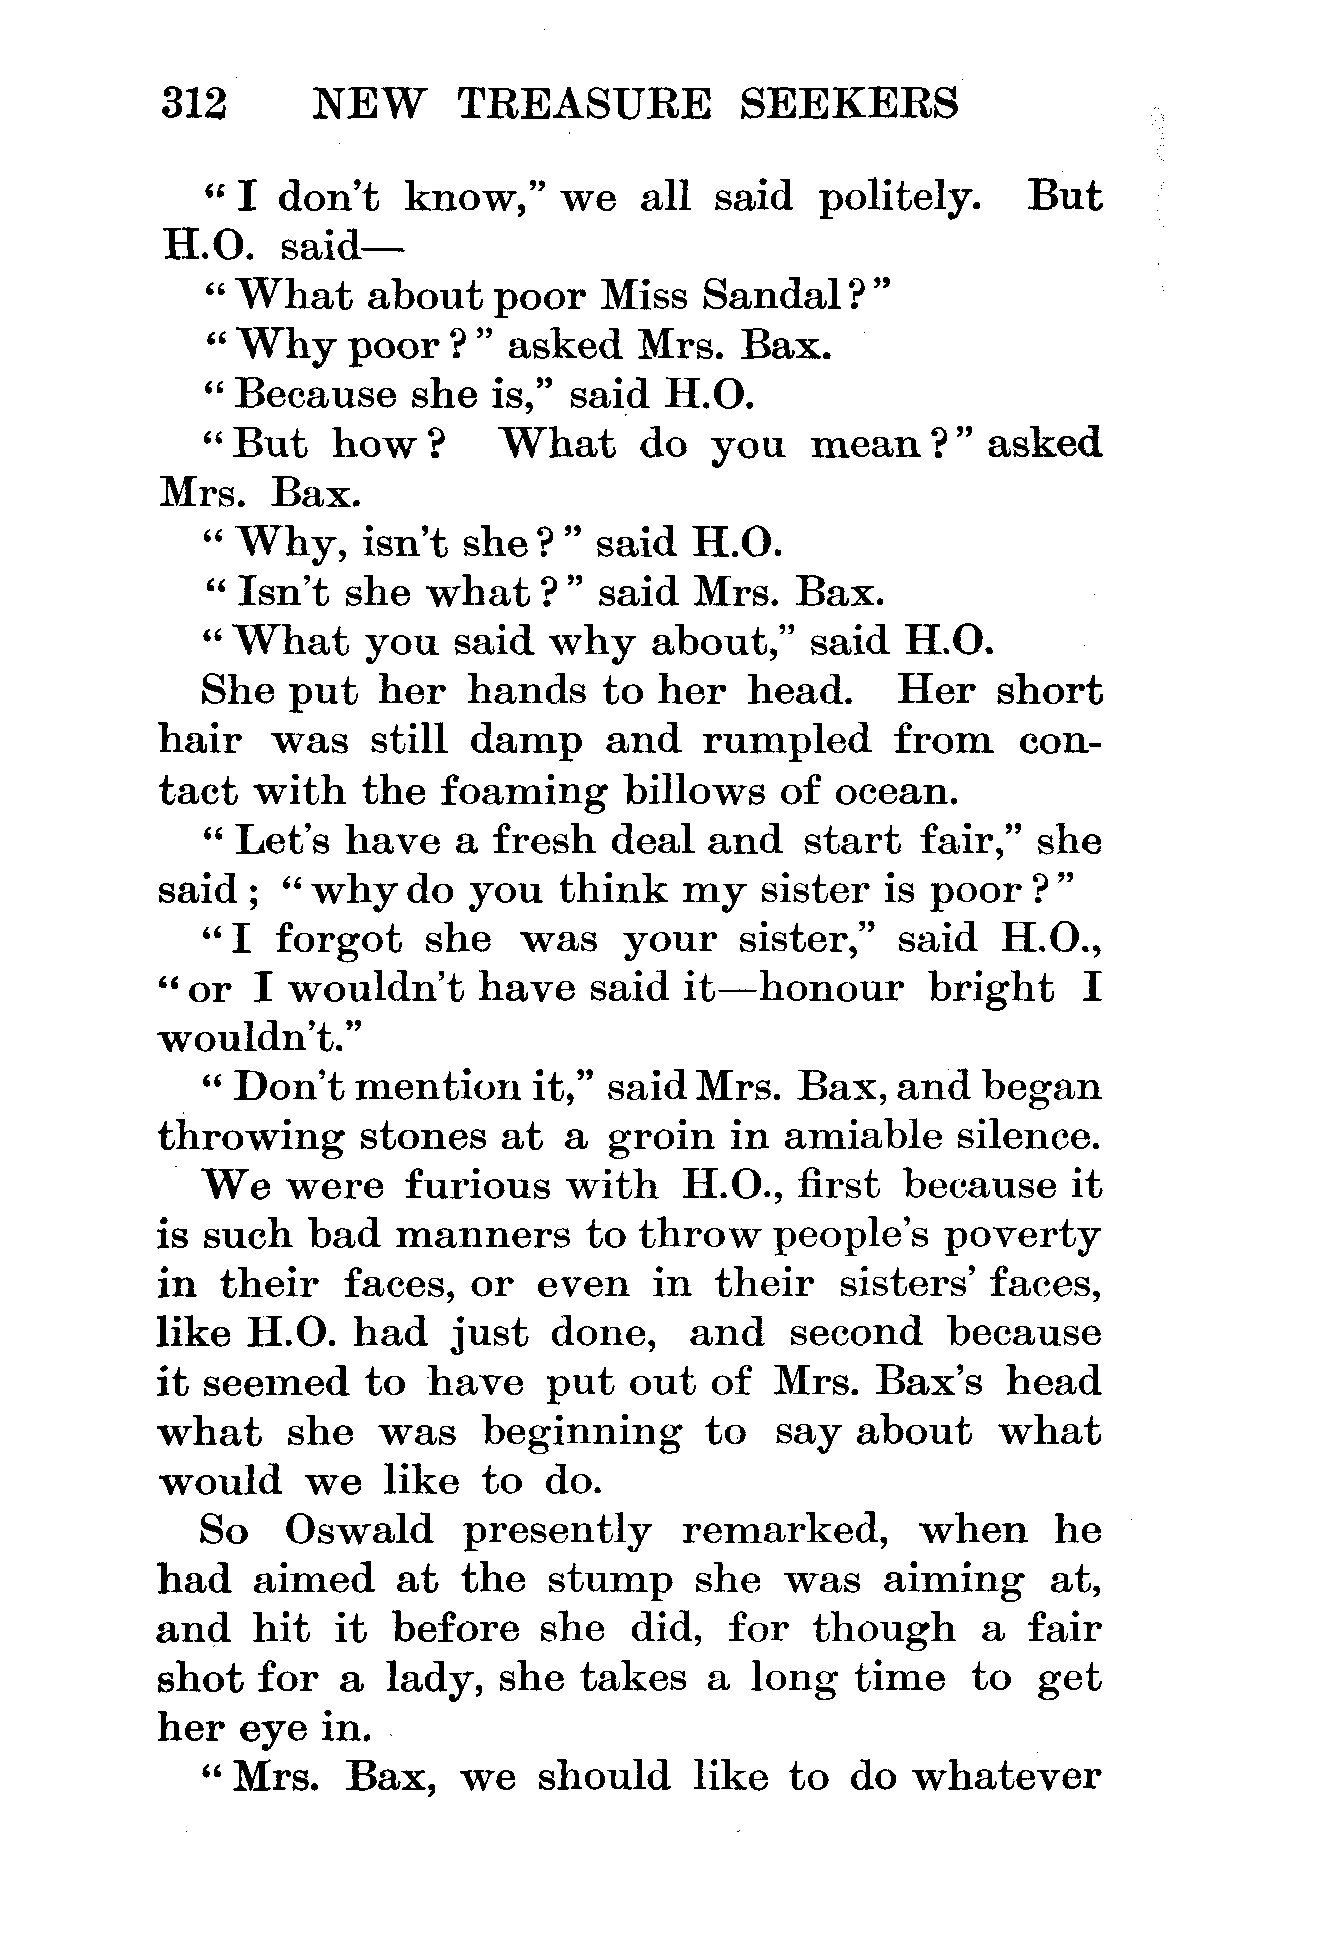 312 NEW TREASURE SEEKERS
“I don’t know,” we all said politely. But
H.O. said—
“What about poor Miss Sandal?”
“Why poor?” asked Mrs. Bax.
“Because she is,” said H.O.
“But how? What do you mean?” asked
Mrs. Bax.
“Why, isn’t she?” said H.O.
“Isn’t she what?” said Mrs. Bax.
“What you said why about,” said H.O.
She put her hands to her head. Her short
hair was still damp and rumpled from con-
tact with the foaming billows of ocean.
“Let’s have a fresh deal and start fair,” she
said; “why do you think my sister is poor?”
“I forgot she was your sister,” said H.O.,
“or I wouldn’t have said it—honour bright I
wouldn’t.”
“Don’t mention it,” said Mrs. Bax, and began
throwing stones at a groin in amiable silence.
We were furious with H.O., first because it
is such bad manners to throw people’s poverty
in their faces, or even in their sisters’ faces,
like H.O. had just done, and second because
it seemed to have put out of Mrs. Bax’s head
what she was beginning to say about what
would we like to do.
So Oswald presently remarked, when he
had aimed at the stump she was aiming at,
and hit it before she did, for though a fair
shot for a lady, she takes a long time to get
her eye in.
“Mrs. Bax, we should like to do whatever